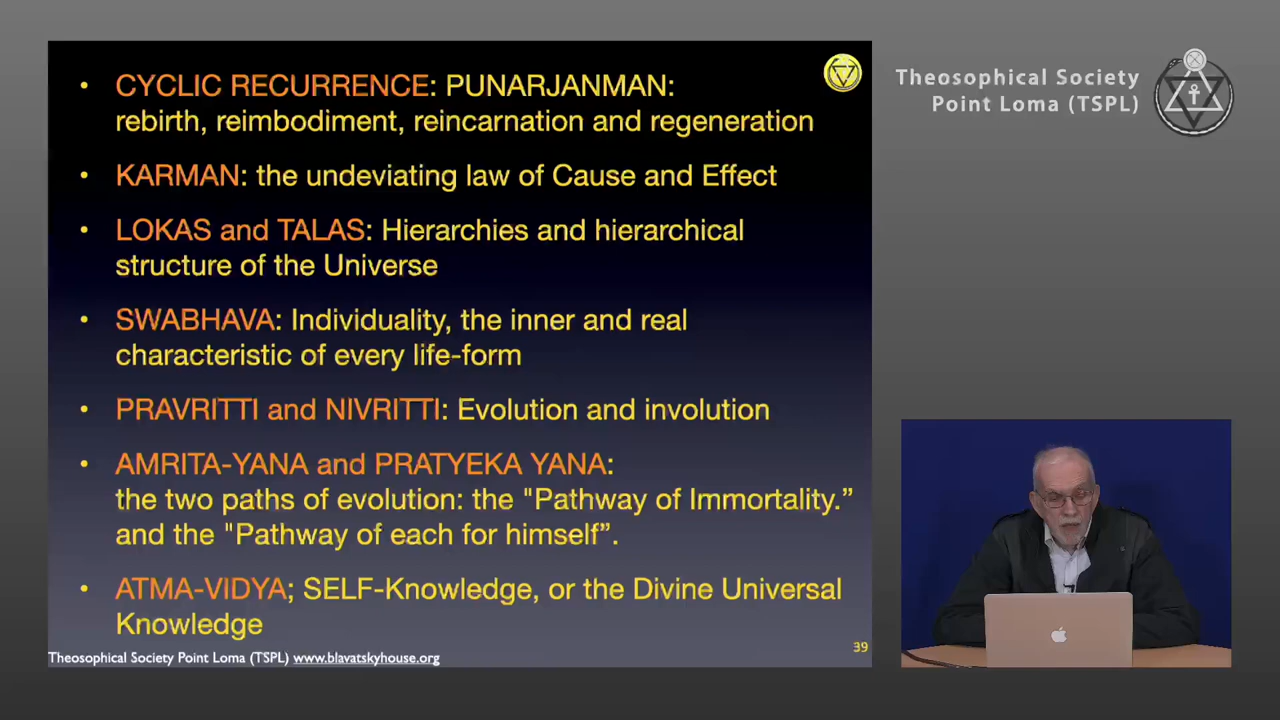 • CYCLIC RECURRENCE: PUNARJANMAN:
rebirth, reimbodiment, reincarnation and regeneration
• KARMAN: the undeviating law of Cause and Effect
• LOKAS and TALAS: Hierarchies and hierarchical
structure of the Universe
• SWABHAVA: Individuality, the inner and real
characteristic of every life-form
• PRAVRITTI and NIVRITTI: Evolution and involution
• AMRITA-YANA and PRATYEKA YANA:
the two paths of evolution: the "Pathway of Immortality.”
and the "Pathway of each for himself”.
• ATMA-VIDYA; SELF-Knowledge, or the Divine Universal
Knowledge
Theosophical Society Point Loma (TSPL) www.blavatskyhouse.org
39
Theosophical Society
Point Loma (TSPL)